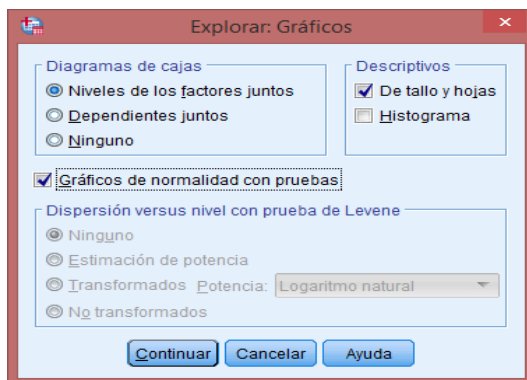 Explorar: Gráficos
Diagramas de cajas
Niveles de los factores juntos
Dependientes juntos
Ninguno
Descriptivos
De tallo y hojas
Histograma
Gráficos de normalidad con pruebas
Dispersión versus nivel con prueba de Levene
Ninguno
Estimación de potencia
Transformados Potencia: Logaritmo natural
No transformados
Continuar Cancelar Ayuda